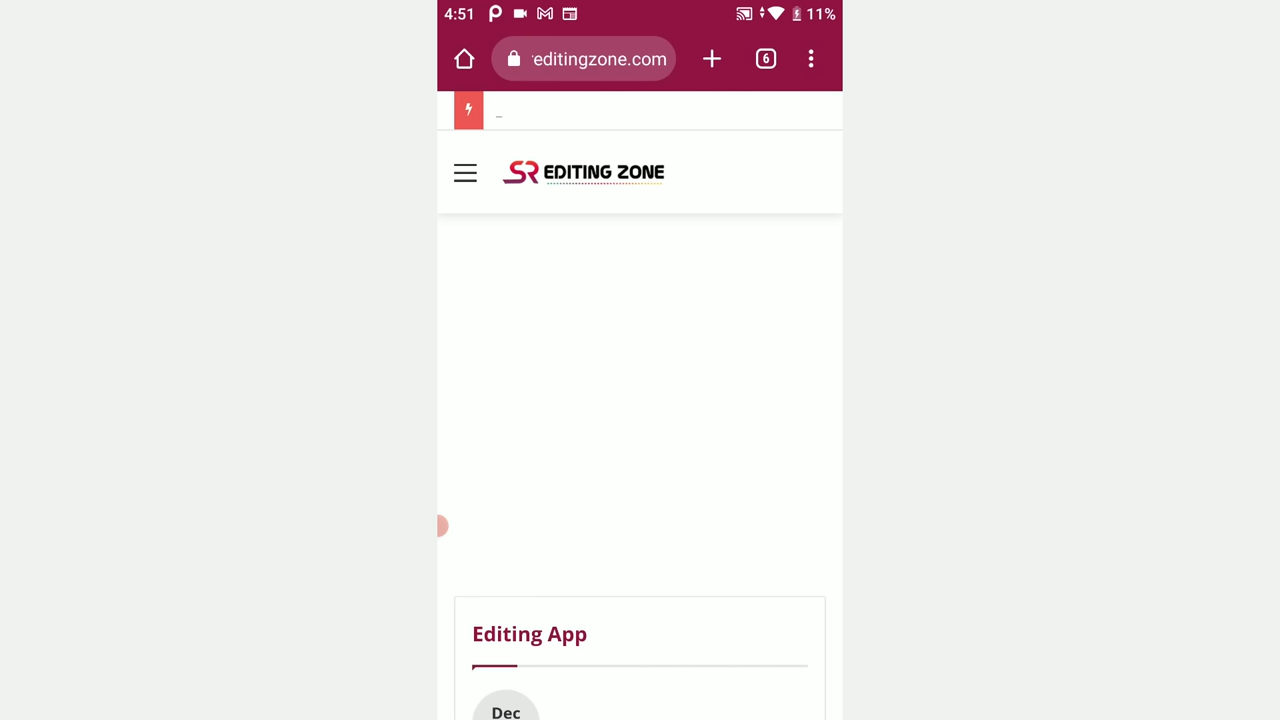 4:51
11%
editingzone.com
6
SR EDITING ZONE
Editing App
Dec